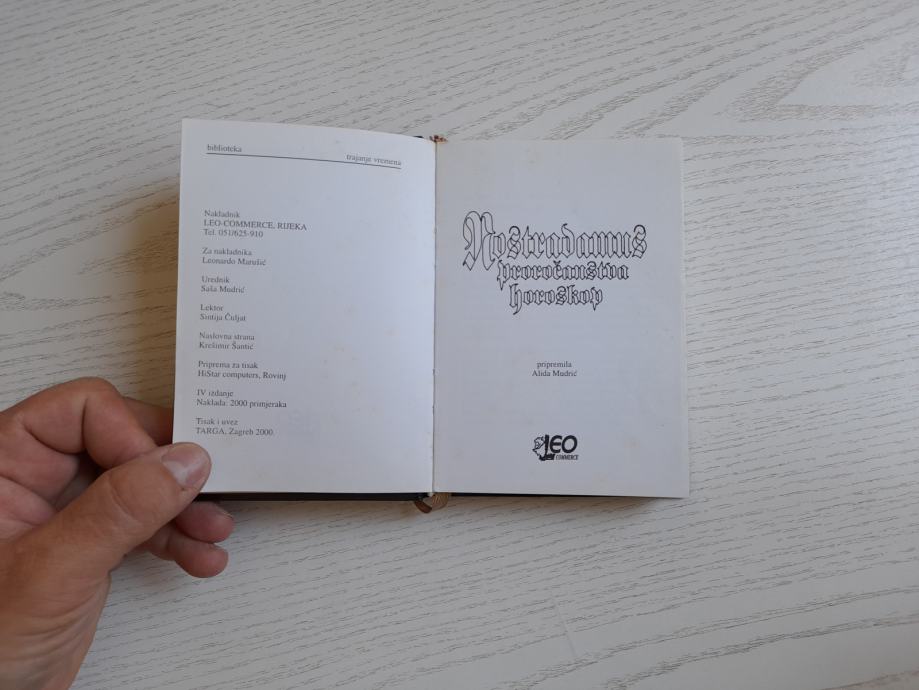 biblioteka
trajanje vremena
Nakladnik
LEO-COMMERCE, RIJEKA
Tel. 051/625-910
Za nakladnika
Leonardo Marušić
Urednik
Saša Mudrić
Lektor
Sintija Čuljat
Naslovna strana
Krešimir Šantić
Priprema za tisak
HiStar computers, Rovinj
IV izdanje
Naklada: 2000 primjeraka
Tisak i uvez
TARGA, Zagreb 2000.
Nostradamus
proročanstva
horoskop
pripremila
Alida Mudrić
LEO
COMMERCE